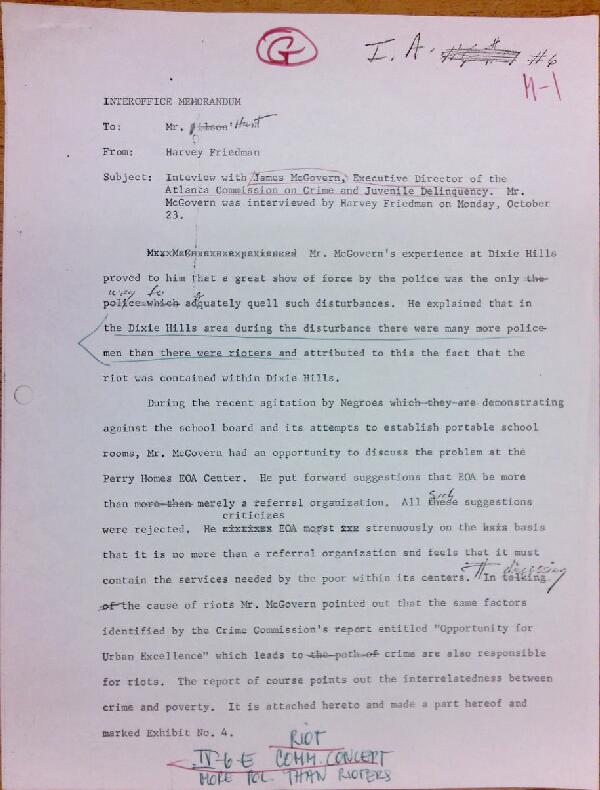 G I. A. #6
M-1
INTEROFFICE MEMORANDUM
To: Mr. Hunt
From: Harvey Friedman
Subject: Inteview with James McGovern, Executive Director of the
Atlanta Commission on Crime and Juvenile Delinquency. Mr.
McGovern was interviewed by Harvey Friedman on Monday, October
23.
Mr. McGovern's experience at Dixie Hills
proved to him that a great show of force by the police was the only the
way to
police which adquately quell such disturbances. He explained that in
the Dixie Hills area during the disturbance there were many more police-
men than there were rioters and attributed to this the fact that the
riot was contained within Dixie Hills.
During the recent agitation by Negroes which they are demonstrating
against the school board and its attempts to establish portable school
rooms, Mr. McGovern had an opportunity to discuss the problem at the
Perry Homes EOA Center. He put forward suggestions that EOA be more
such
than more than merely a referral organization. All these suggestions
criticizes
were rejected. He EOA most strenuously on the basis
that it is no more than a referral organization and feels that it must
contain the services needed by the poor within its centers. In talking
discussing
of the cause of riots Mr. McGovern pointed out that the same factors
identified by the Crime Commission's report entitled "Opportunity for
Urban Excellence" which leads to the path of crime are also responsible
for riots. The report of course points out the interrelatedness between
crime and poverty. It is attached hereto and made a part hereof and
marked Exhibit No. 4.
RIOT
IV-6-E COMM. CONCEPT
MORE POL. THAN RIOTERS